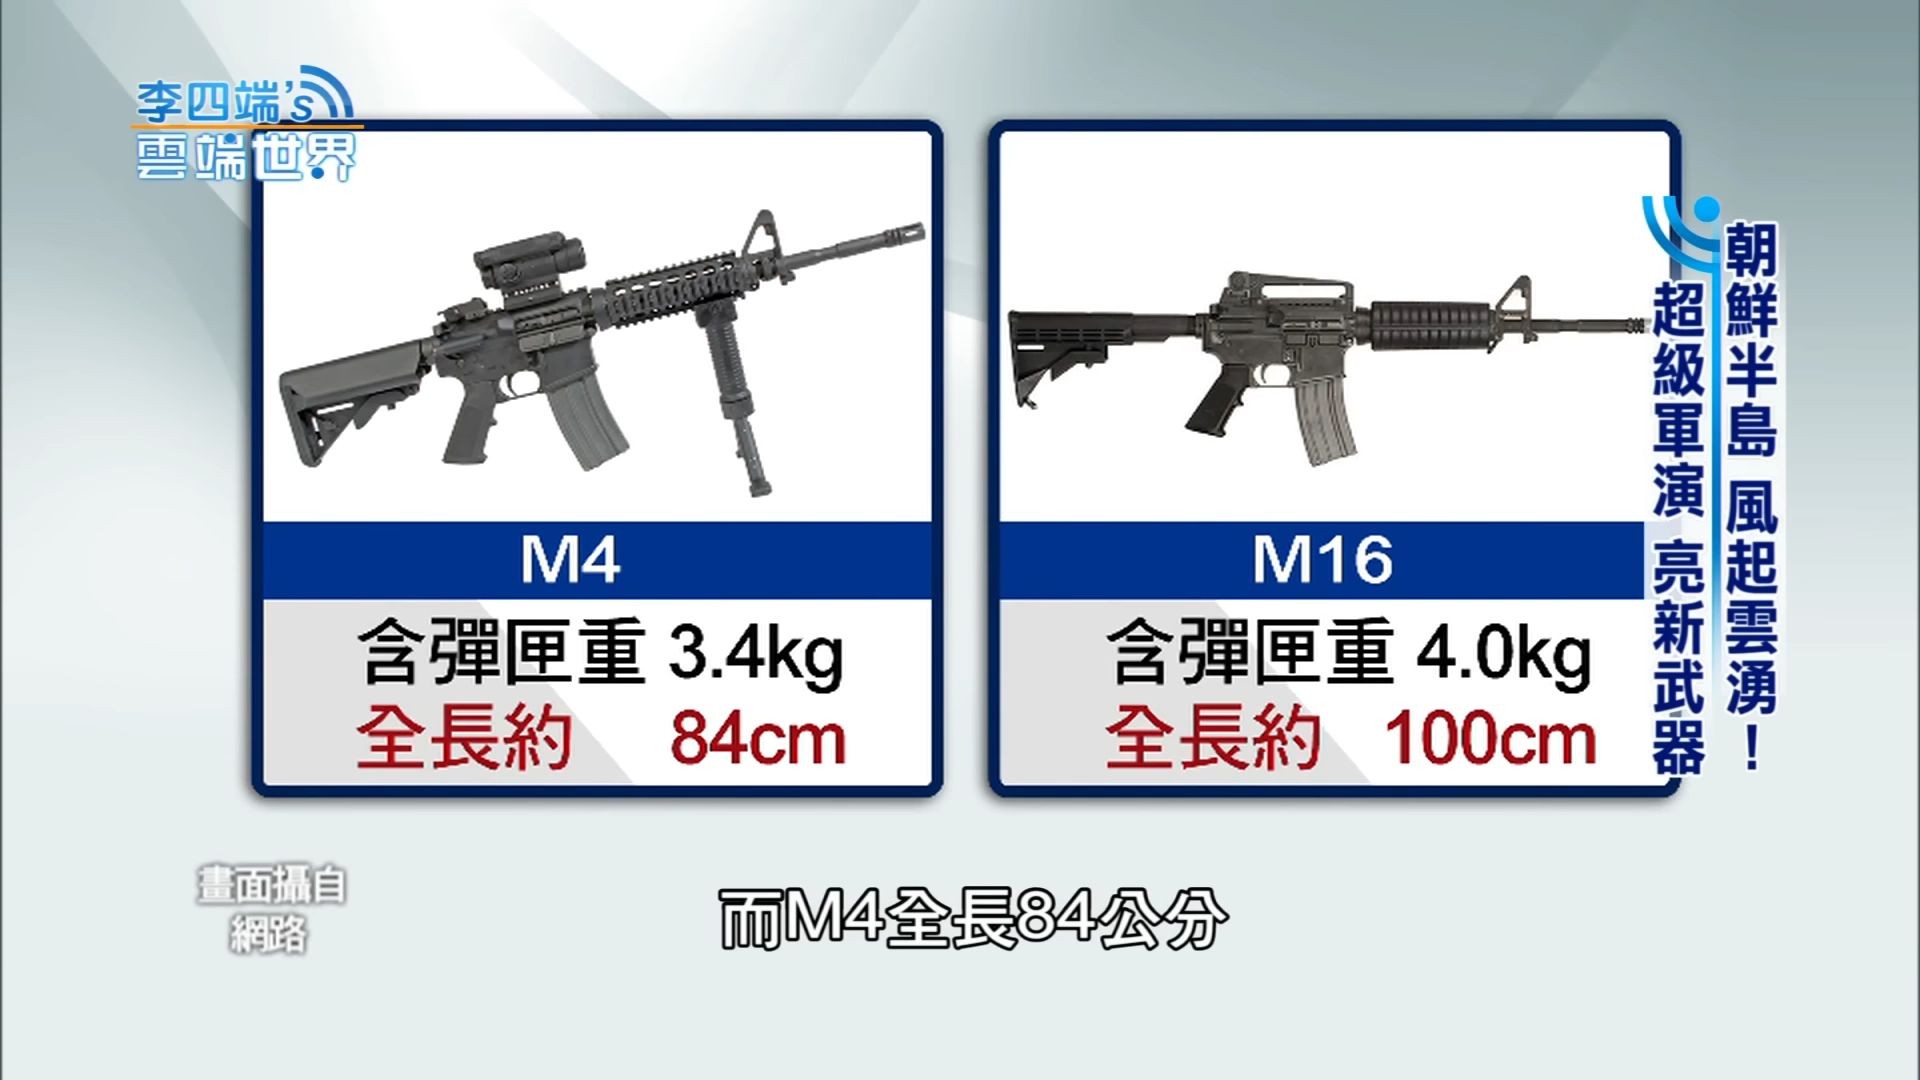 李四端's
雲端世界
朝鮮半島 風起雲湧！
超級軍演 亮新武器
M4
含彈匣重 3.4kg
全長約 84cm
M16
含彈匣重 4.0kg
全長約 100cm
畫面攝自
網路
而M4全長84公分